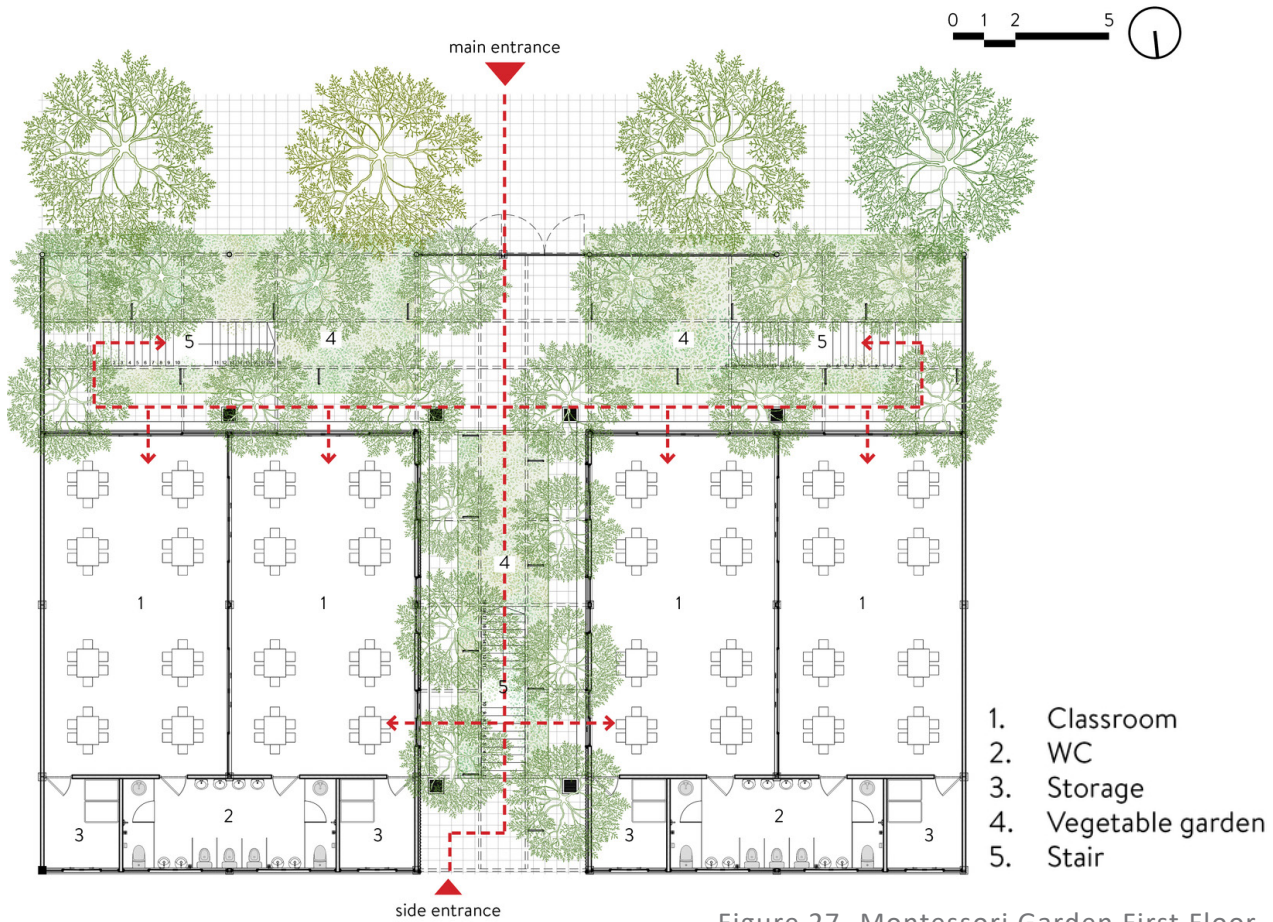 0 1 2 5
main entrance
5
4
4
5
4
1
1
1
1
5
2
2
3
3
3
3
side entrance
1. Classroom
2. WC
3. Storage
4. Vegetable garden
5. Stair
Figure 27. Montessori Garden First Floor